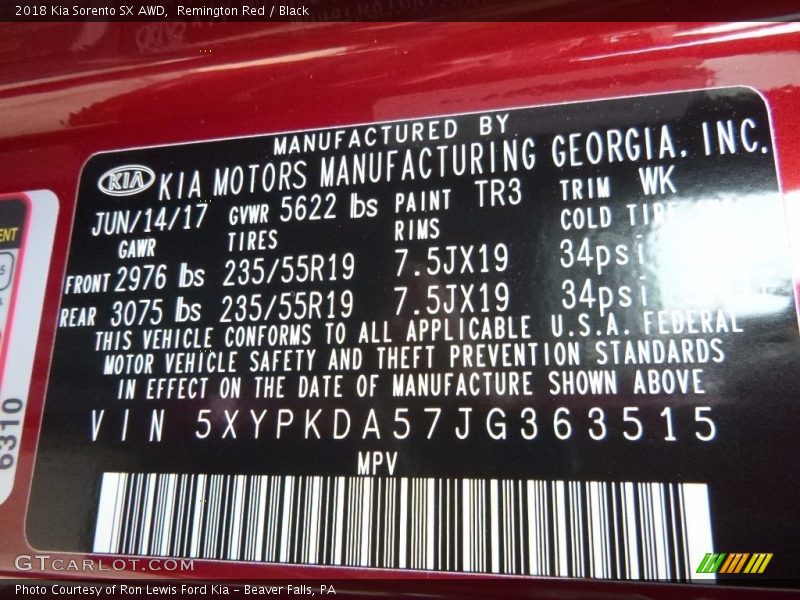 2018 Kia Sorento SX AWD, Remington Red / Black
MANUFACTURED BY
KIA KIA MOTORS MANUFACTURING GEORGIA, INC.
JUN/14/17 GVWR 5622 lbs PAINT TR3 TRIM WK
GAWR TIRES RIMS COLD
FRONT 2976 lbs 235/55R19 7.5JX19 34psi
REAR 3075 lbs 235/55R19 7.5JX19 34psi
THIS VEHICLE CONFORMS TO ALL APPLICABLE U.S.A. FEDERAL
MOTOR VEHICLE SAFETY AND THEFT PREVENTION STANDARDS
IN EFFECT ON THE DATE OF MANUFACTURE SHOWN ABOVE
VIN 5XYPKDA57JG363515
MPV
6310
GTCARLOT.COM
Photo Courtesy of Ron Lewis Ford Kia - Beaver Falls, PA